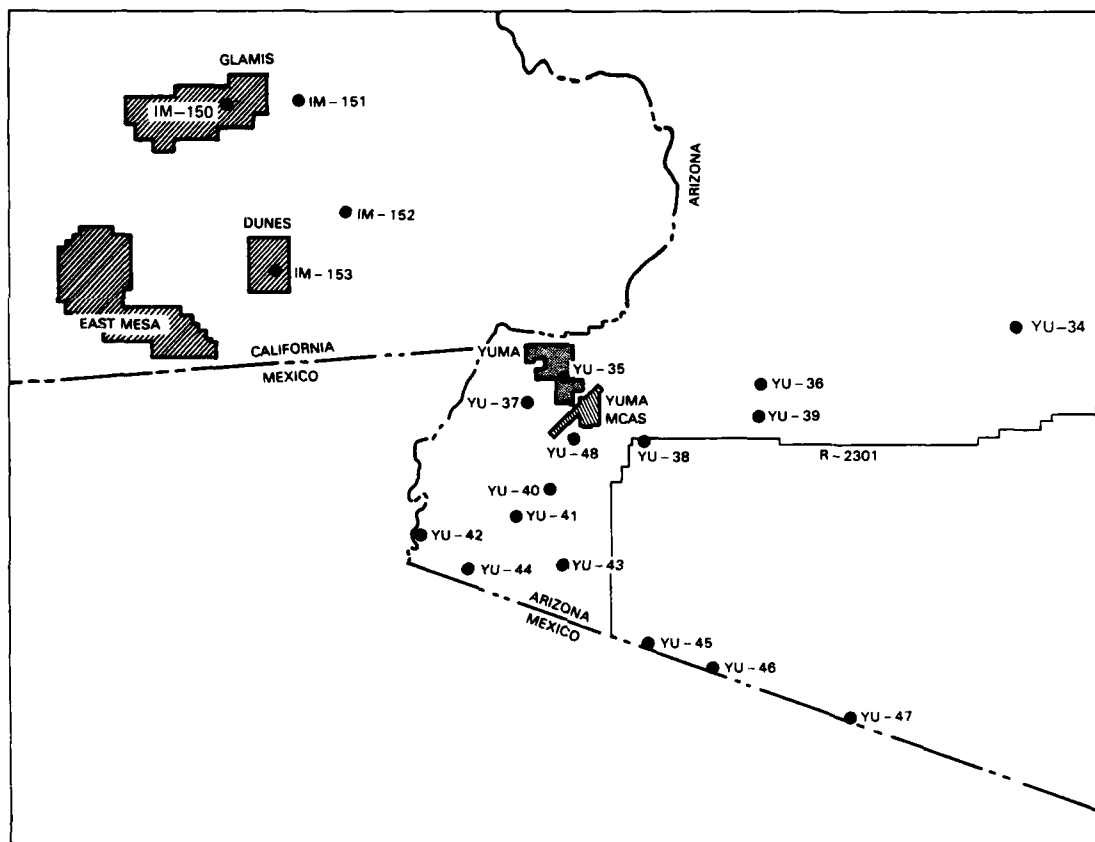 GLAMIS
IM-150
IM-151
IM-152
DUNES
IM-153
EAST MESA
CALIFORNIA
MEXICO
ARIZONA
YU-34
YUMA
YU-35
YU-36
YU-37
YUMA
MCAS
YU-39
YU-48
YU-38
R-2301
YU-40
YU-41
YU-42
YU-43
YU-44
ARIZONA
MEXICO
YU-45
YU-46
YU-47